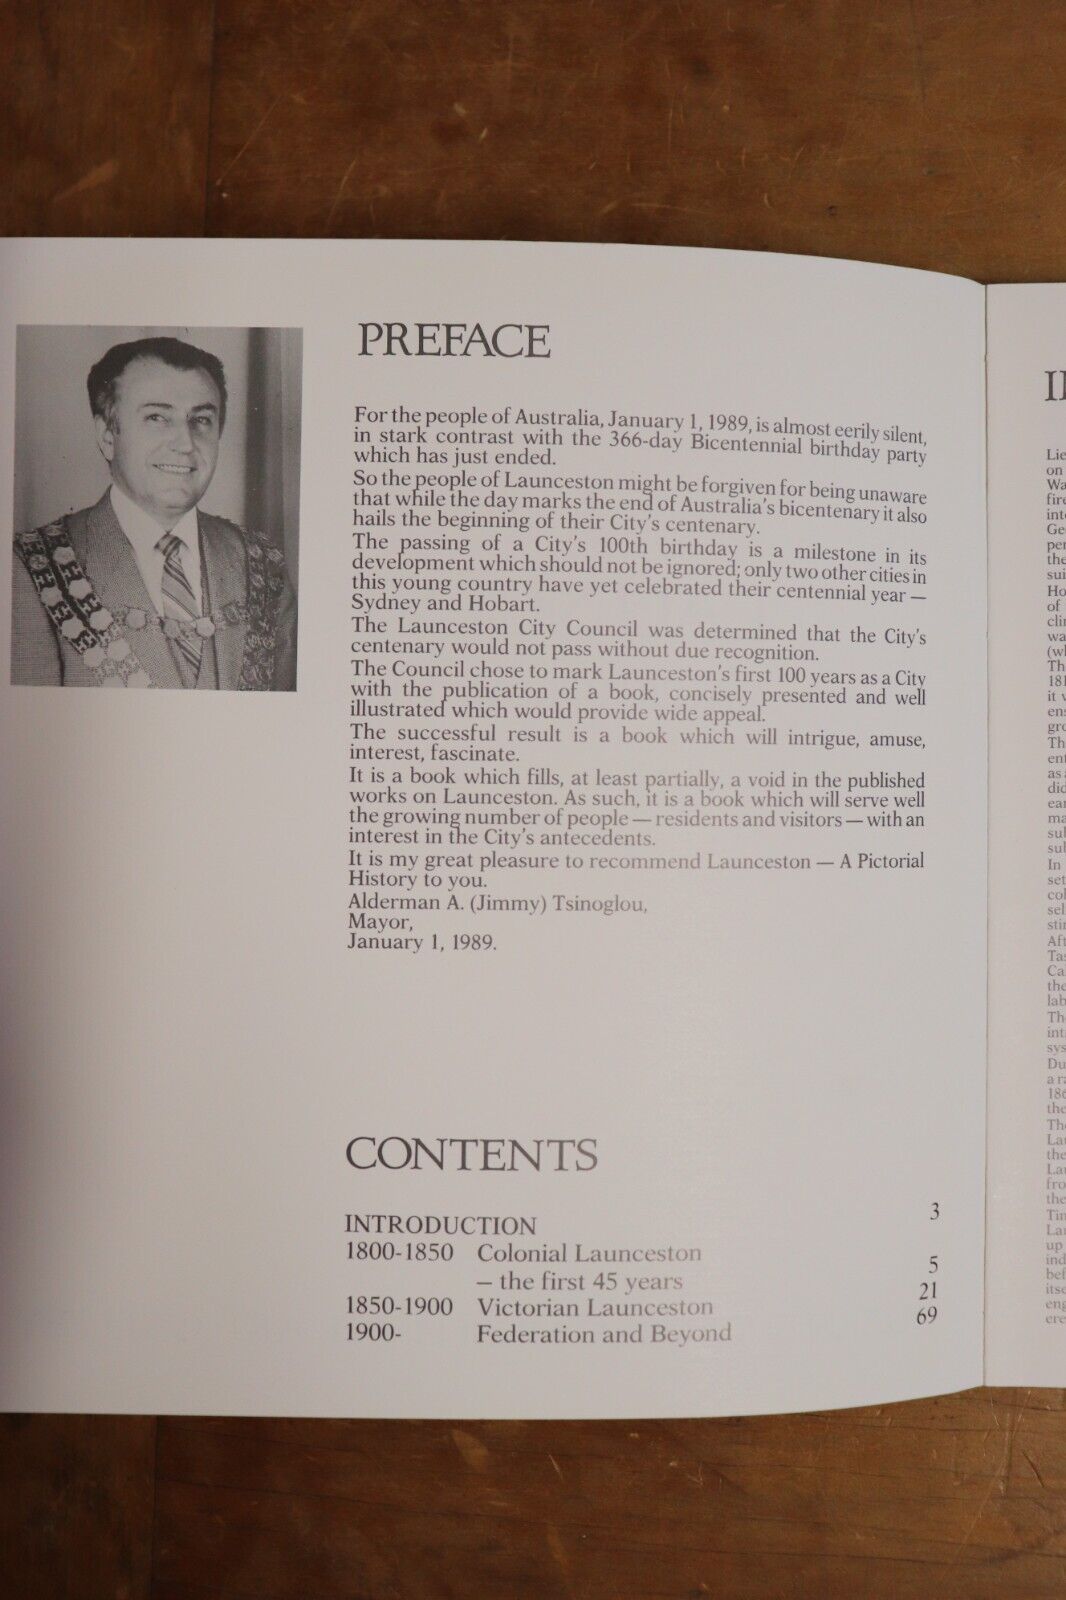 PREFACE
For the people of Australia, January 1, 1989, is almost eerily silent,
in stark contrast with the 366-day Bicentennial birthday party
which has just ended.
So the people of Launceston might be forgiven for being unaware
that while the day marks the end of Australia's bicentenary it also
hails the beginning of their City's centenary.
The passing of a City's 100th birthday is a milestone in its
development which should not be ignored; only two other cities in
this young country have yet celebrated their centennial year —
Sydney and Hobart.
The Launceston City Council was determined that the City's
centenary would not pass without due recognition.
The Council chose to mark Launceston's first 100 years as a City
with the publication of a book, concisely presented and well
illustrated which would provide wide appeal.
The successful result is a book which will intrigue, amuse,
interest, fascinate.
It is a book which fills, at least partially, a void in the published
works on Launceston. As such, it is a book which will serve well
the growing number of people — residents and visitors — with an
interest in the City's antecedents.
It is my great pleasure to recommend Launceston — A Pictorial
History to you.
Alderman A. (Jimmy) Tsinoglou,
Mayor,
January 1, 1989.
CONTENTS
INTRODUCTION 3
1800-1850 Colonial Launceston
– the first 45 years 5
1850-1900 Victorian Launceston 21
1900- Federation and Beyond 69